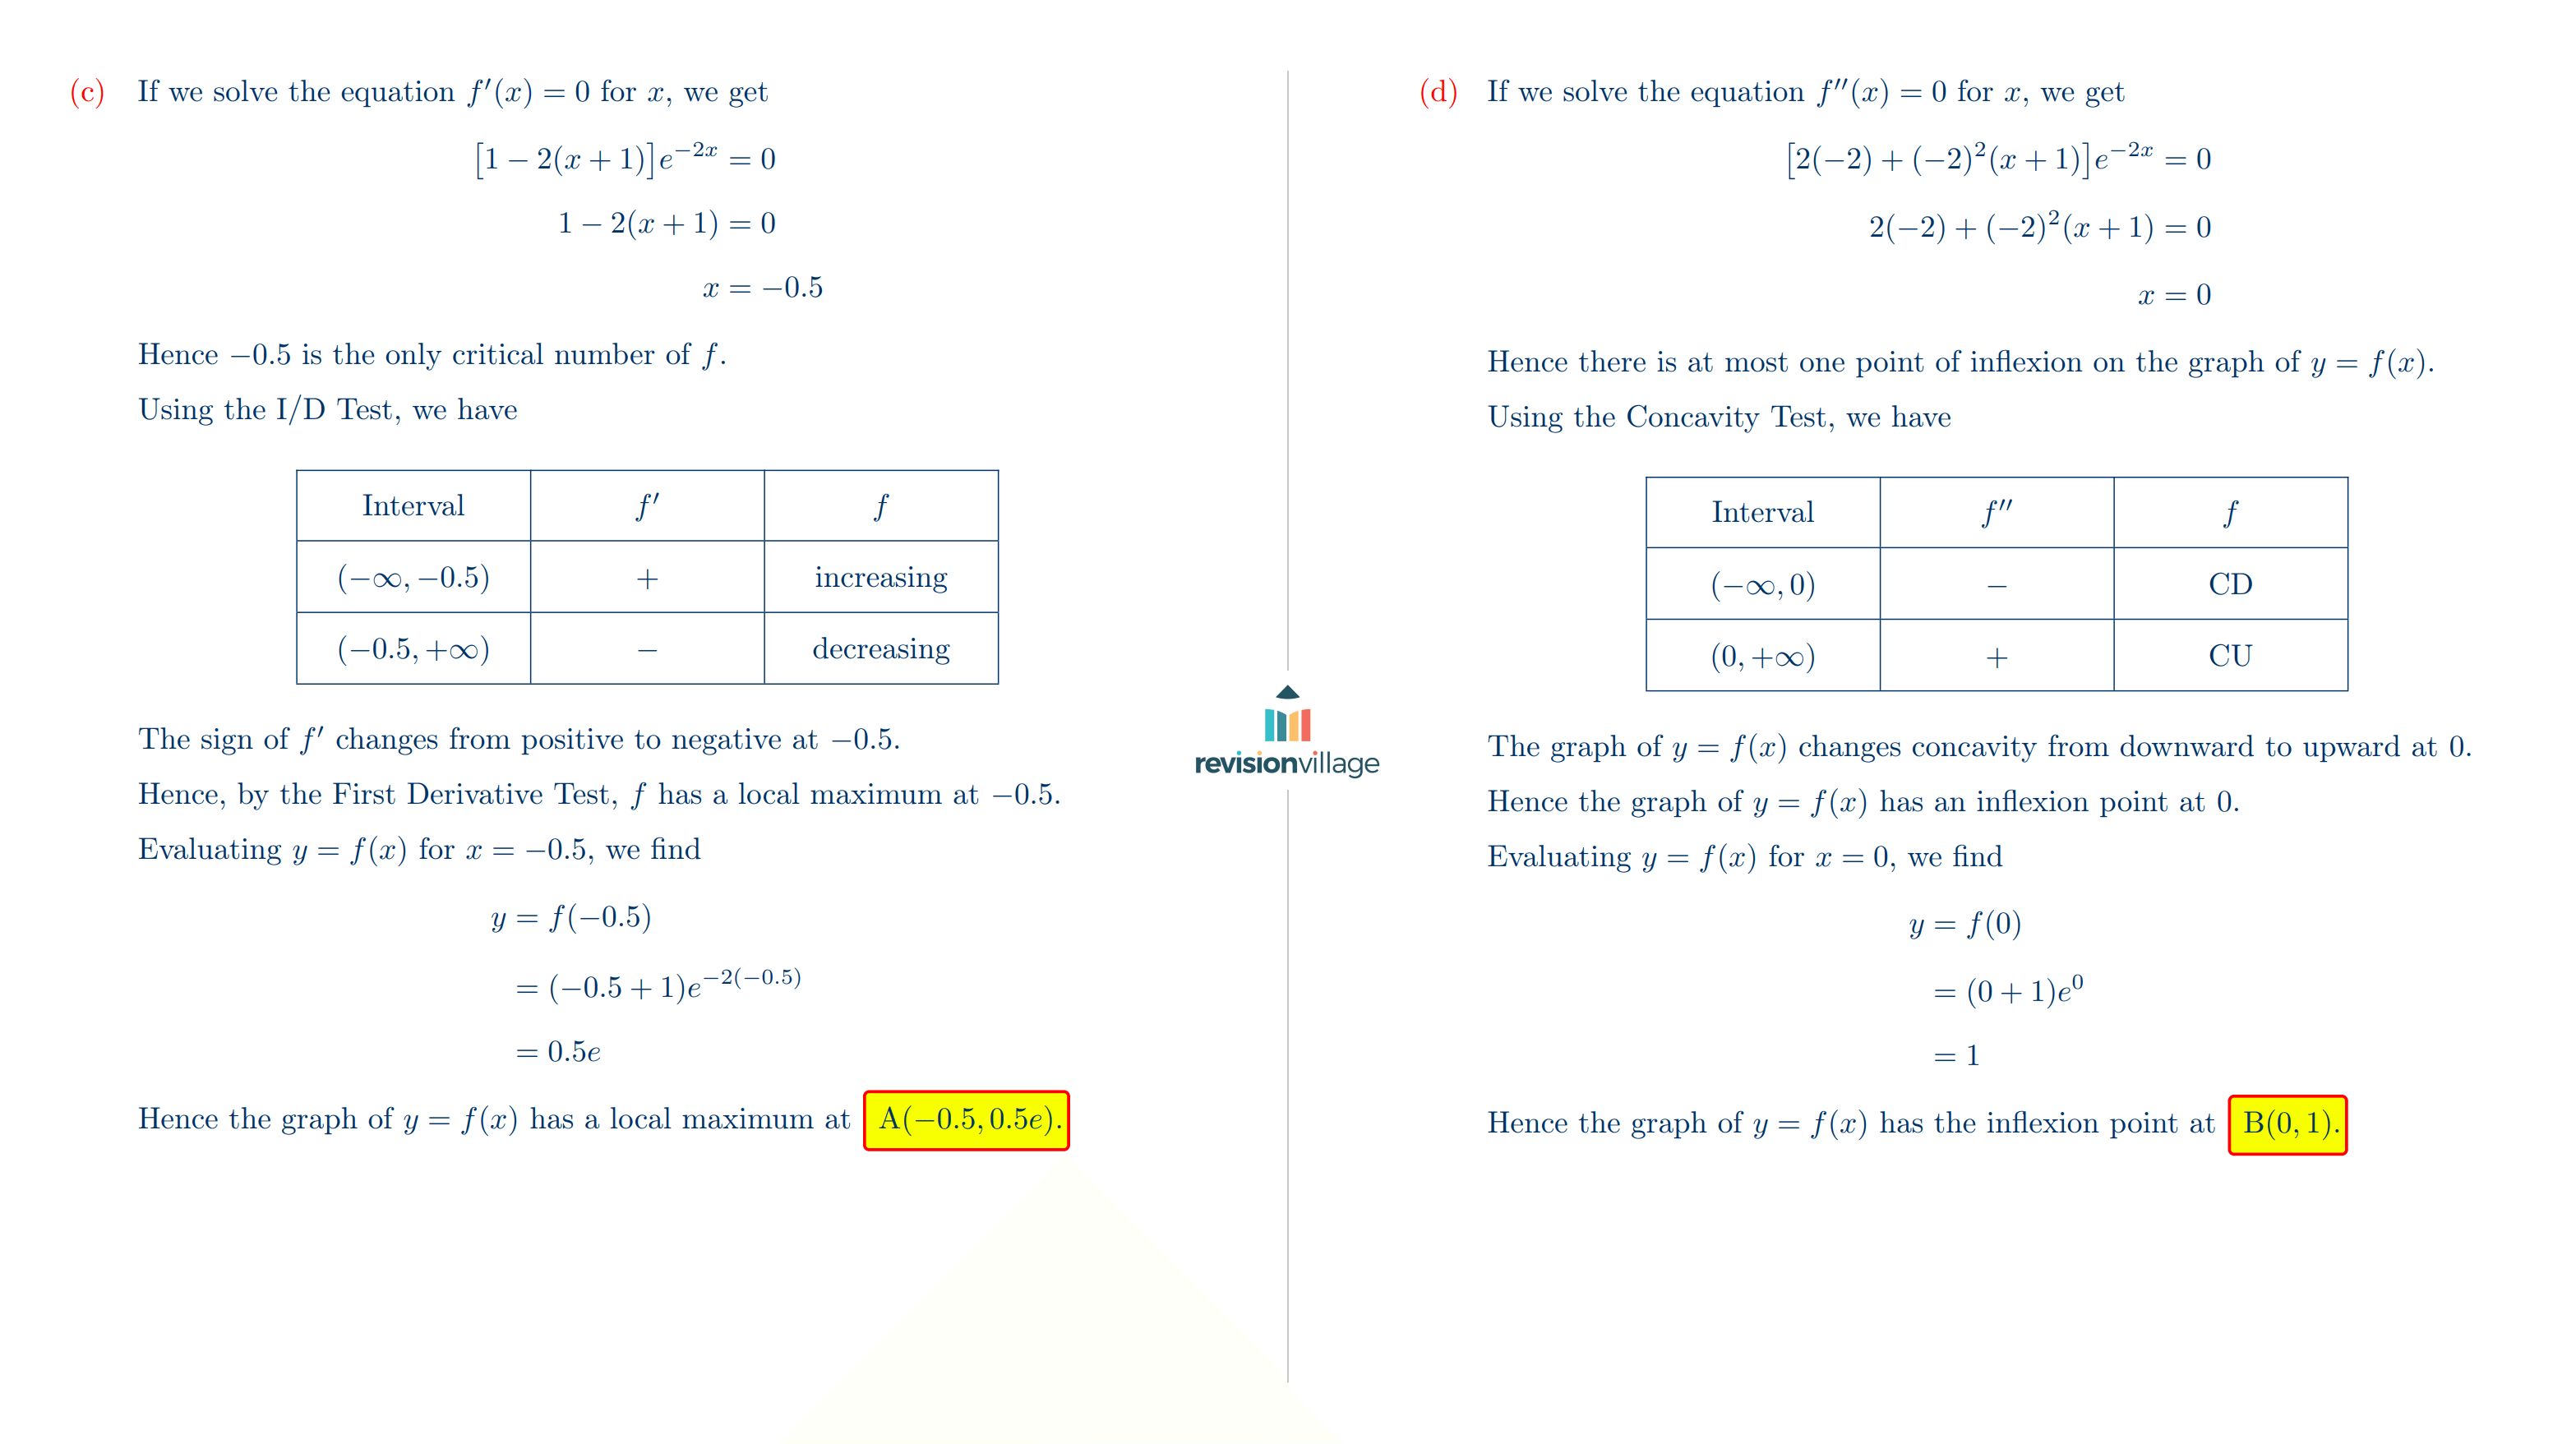 (c) If we solve the equation f′(x) = 0 for x, we get
[1 − 2(x + 1)]e^{−2x} = 0
1 − 2(x + 1) = 0
x = −0.5
Hence −0.5 is the only critical number of f.
Using the I/D Test, we have
Interval f′ f
(−∞, −0.5) + increasing
(−0.5, +∞) − decreasing
The sign of f′ changes from positive to negative at −0.5.
Hence, by the First Derivative Test, f has a local maximum at −0.5.
Evaluating y = f(x) for x = −0.5, we find
y = f(−0.5)
= (−0.5 + 1)e^{−2(−0.5)}
= 0.5e
Hence the graph of y = f(x) has a local maximum at A(−0.5, 0.5e).
revisionvillage
(d) If we solve the equation f″(x) = 0 for x, we get
[2(−2) + (−2)²(x + 1)]e^{−2x} = 0
2(−2) + (−2)²(x + 1) = 0
x = 0
Hence there is at most one point of inflexion on the graph of y = f(x).
Using the Concavity Test, we have
Interval f″ f
(−∞, 0) − CD
(0, +∞) + CU
The graph of y = f(x) changes concavity from downward to upward at 0.
Hence the graph of y = f(x) has an inflexion point at 0.
Evaluating y = f(x) for x = 0, we find
y = f(0)
= (0 + 1)e⁰
= 1
Hence the graph of y = f(x) has the inflexion point at B(0, 1).